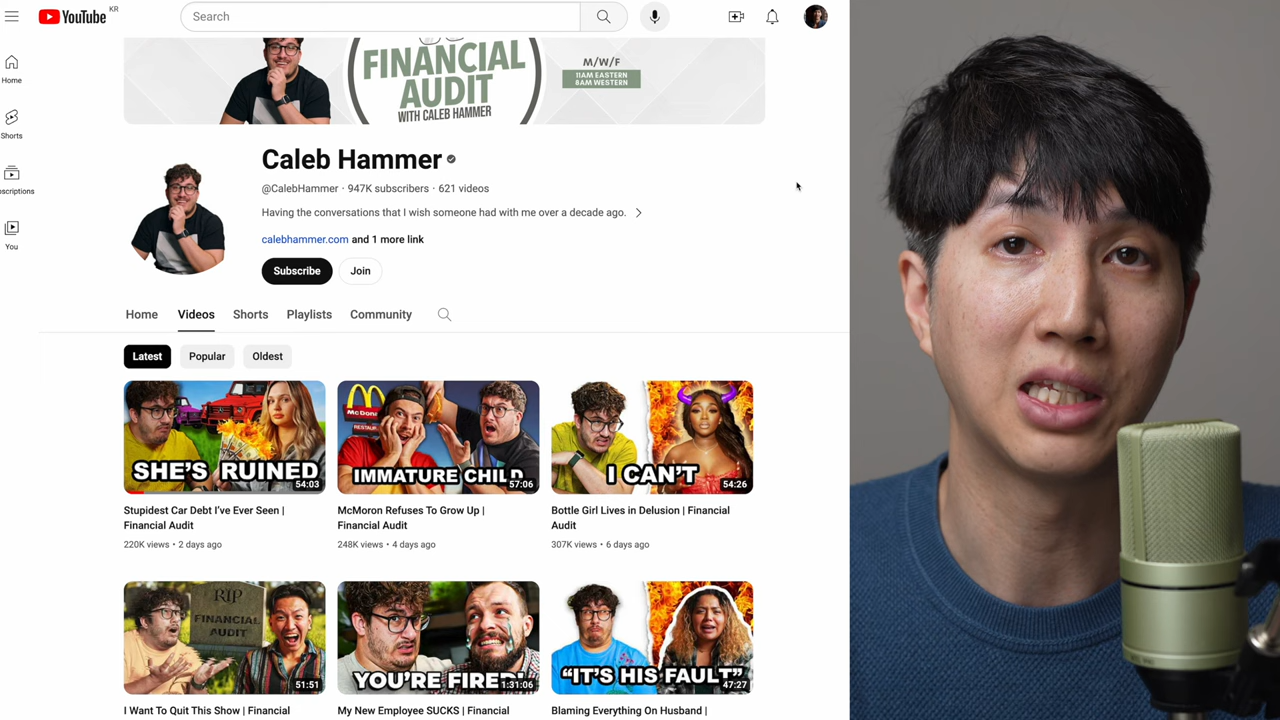 YouTube KR
Search
Home
Shorts
scriptions
You
FINANCIAL
AUDIT
WITH CALEB HAMMER
M/W/F
11AM EASTERN
8AM WESTERN
Caleb Hammer
@CalebHammer · 947K subscribers · 621 videos
Having the conversations that I wish someone had with me over a decade ago.
calebhammer.com and 1 more link
Subscribe
Join
Home
Videos
Shorts
Playlists
Community
Latest
Popular
Oldest
SHE'S RUINED
54:03
McDon
RESTAUR
IMMATURE CHIL
57:06
I CAN'T
54:26
Stupidest Car Debt I've Ever Seen |
Financial Audit
220K views • 2 days ago
McMoron Refuses To Grow Up |
Financial Audit
248K views • 4 days ago
Bottle Girl Lives in Delusion | Financial
Audit
307K views • 6 days ago
RIP
FINANCIAL
AUDIT
51:51
YOU'RE FIRED!
1:31:06
"IT'S HIS FAULT"
47:27
I Want To Quit This Show | Financial
My New Employee SUCKS | Financial
Blaming Everything On Husband |